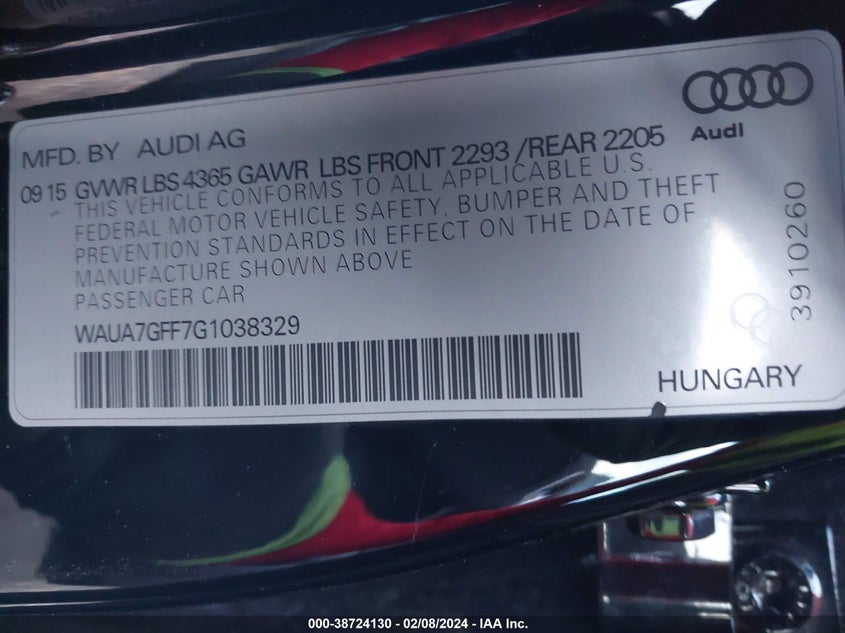 MFD. BY AUDI AG
Audi
09 15 GVWR LBS 4365 GAWR LBS FRONT 2293 /REAR 2205
THIS VEHICLE CONFORMS TO ALL APPLICABLE U.S.
FEDERAL MOTOR VEHICLE SAFETY, BUMPER AND THEFT
PREVENTION STANDARDS IN EFFECT ON THE DATE OF
MANUFACTURE SHOWN ABOVE
PASSENGER CAR
WAUA7GFF7G1038329
3910260
HUNGARY
000-38724130 - 02/08/2024 - IAA Inc.